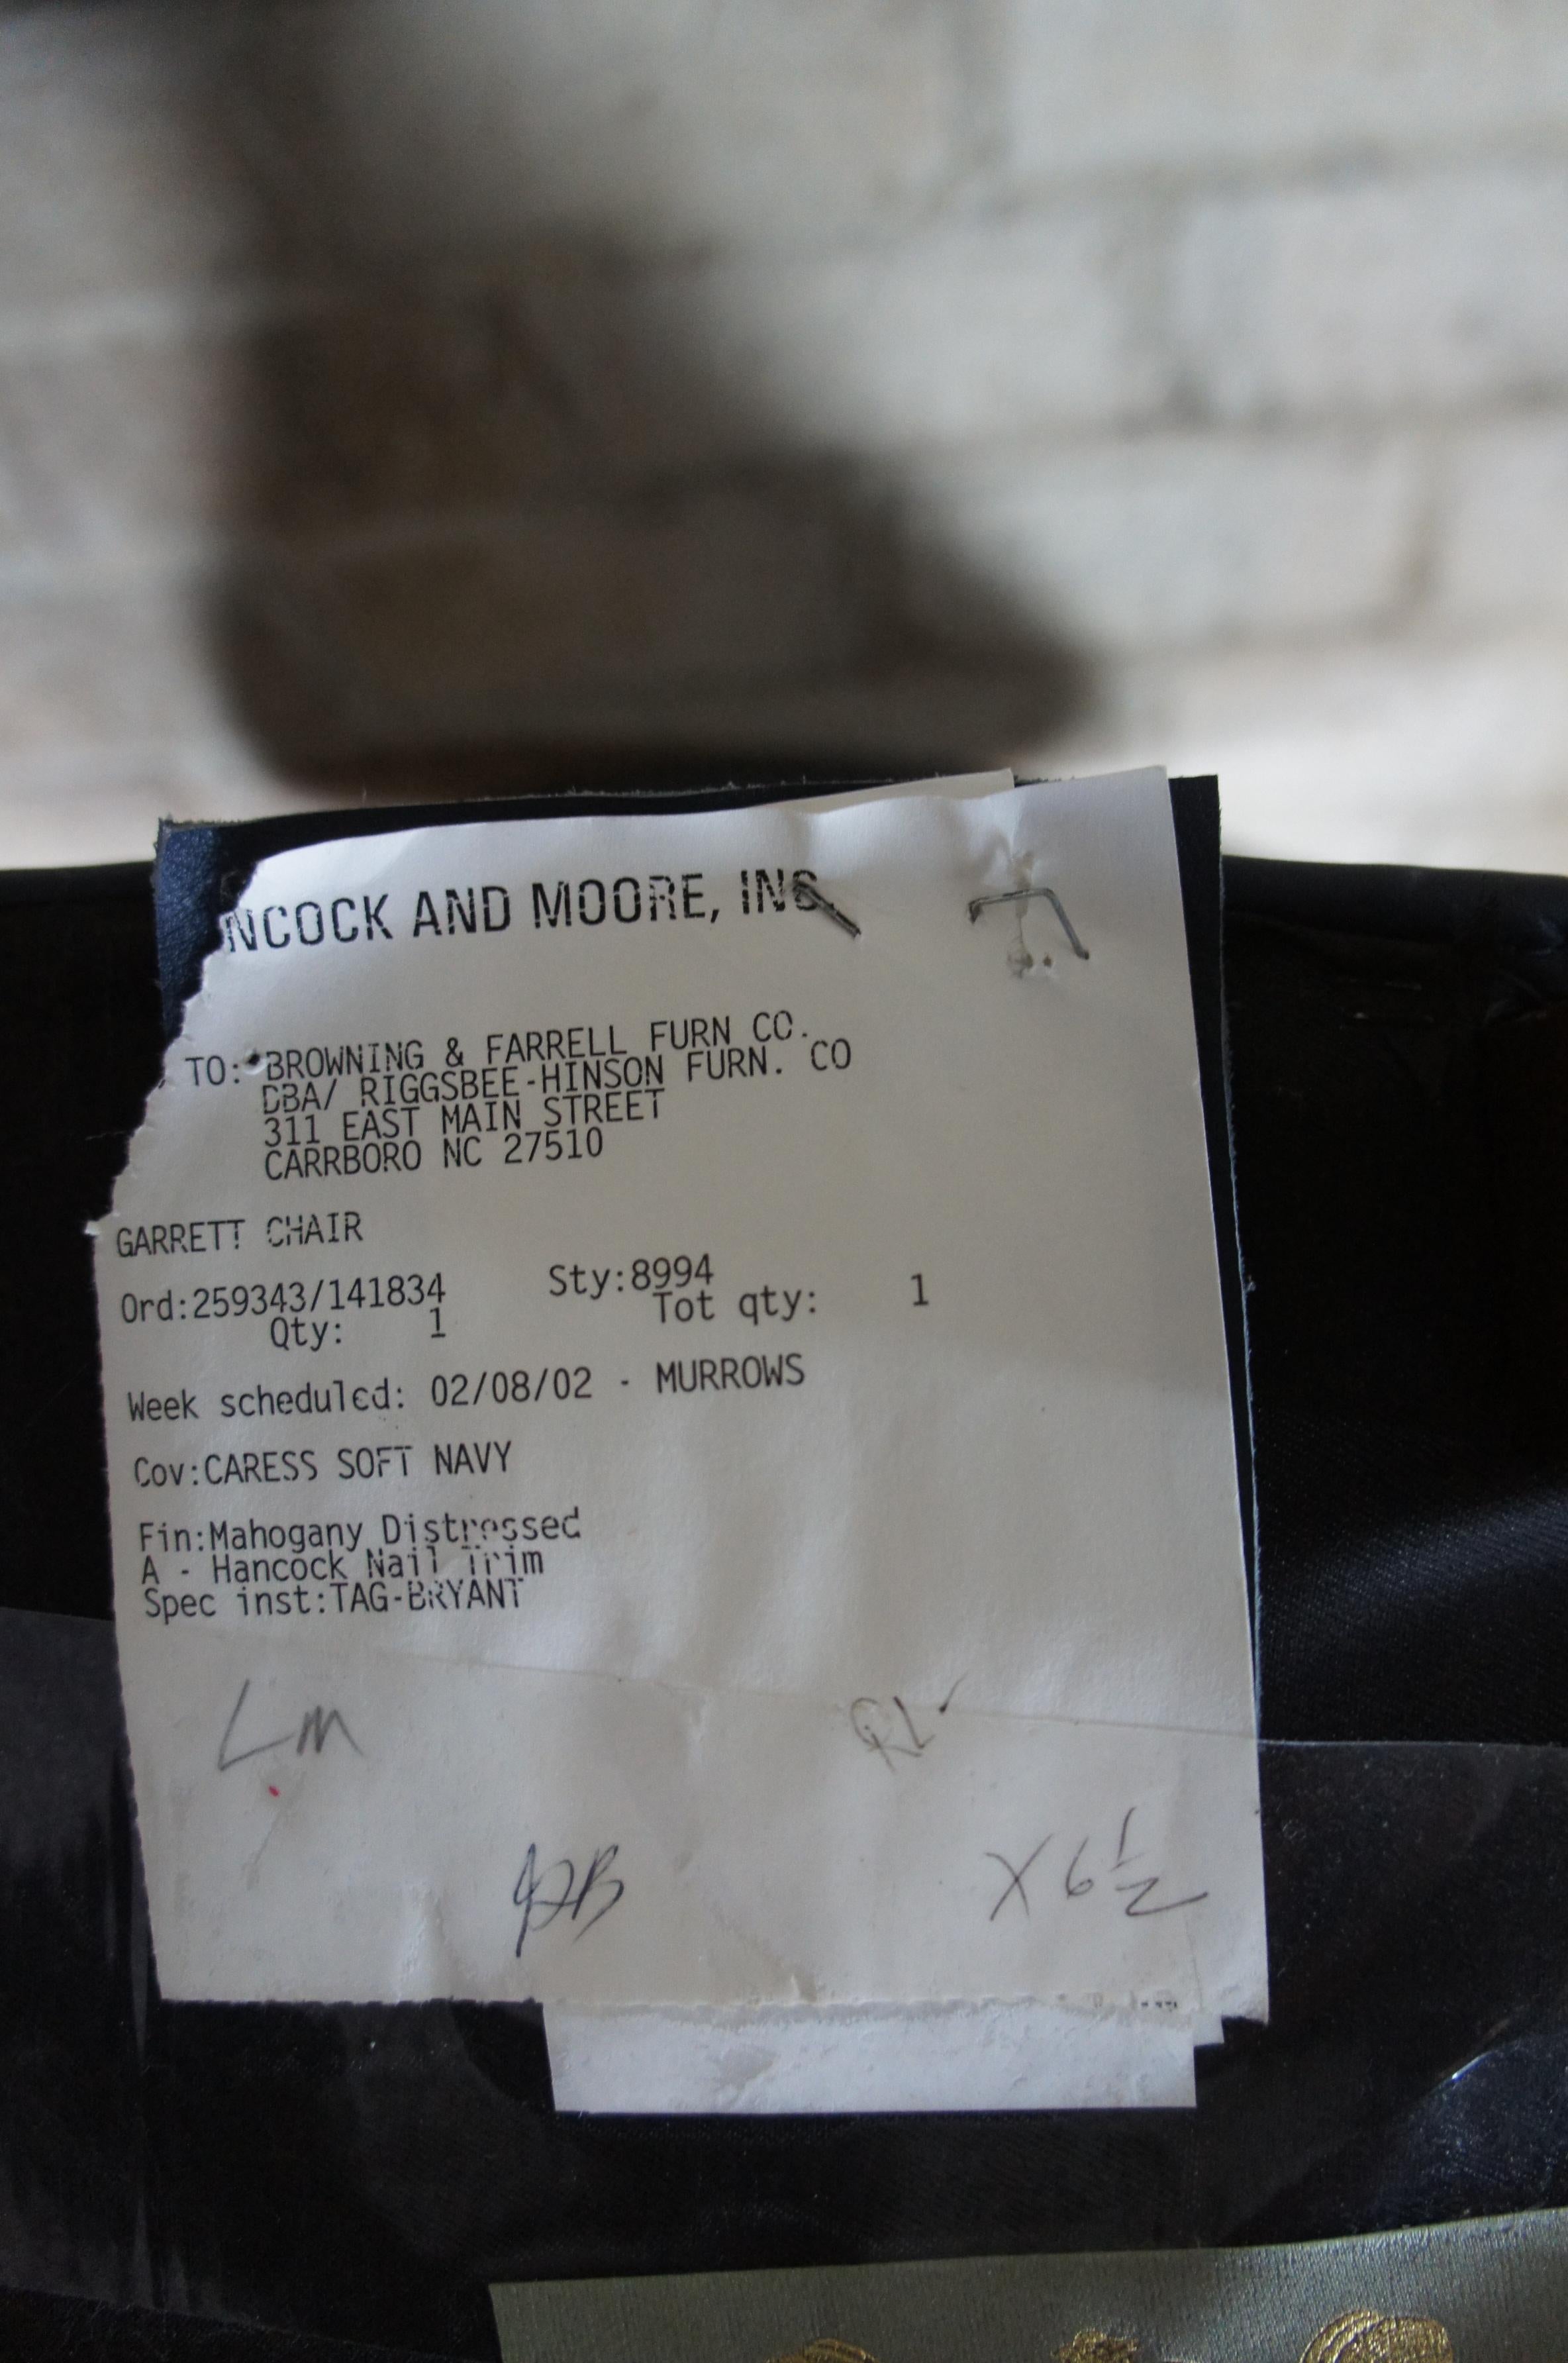 NCOCK AND MOORE, INC.
TO: BROWNING & FARRELL FURN CO.
DBA/ RIGGSBEE-HINSON FURN. CO
311 EAST MAIN STREET
CARRBORO NC 27510
GARRETT CHAIR
Ord:259343/141834 Sty:8994
Qty: 1 Tot qty: 1
Week scheduled: 02/08/02 - MURROWS
Cov:CARESS SOFT NAVY
Fin:Mahogany Distressed
A - Hancock Nail Trim
Spec inst:TAG-BRYANT
Lm
X 6 1/2